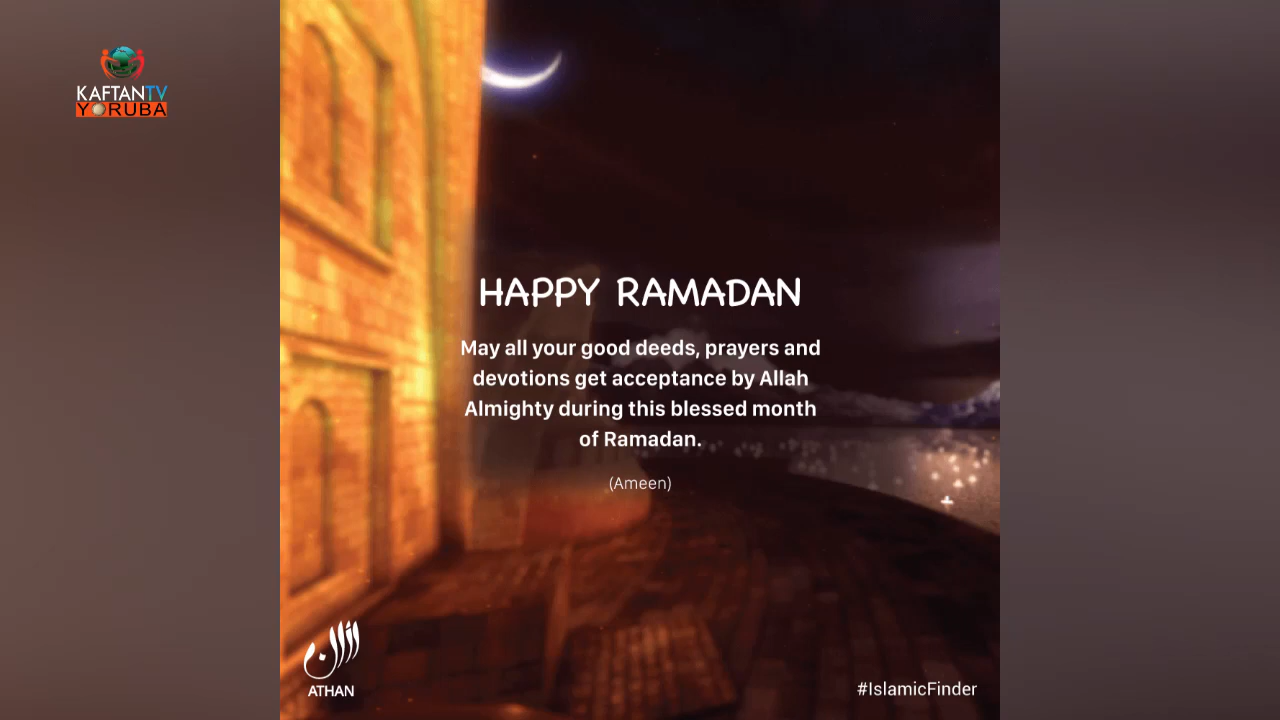 KAFTANTV
YORUBA
HAPPY RAMADAN
May all your good deeds, prayers and
devotions get acceptance by Allah
Almighty during this blessed month
of Ramadan.
(Ameen)
اذان
ATHAN
#IslamicFinder